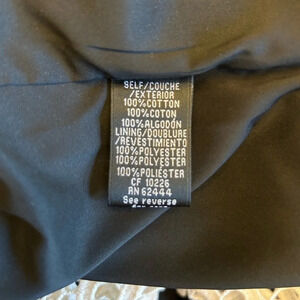 SELF/COUCHE
/EXTERIOR
100%COTTON
100%COTON
100%ALGODÓN
LINING/DOUBLURE
/REVESTIMIENTO
100%POLYESTER
100%POLYESTER
100%POLIÉSTER
CF 10226
RN 62444
See reverse